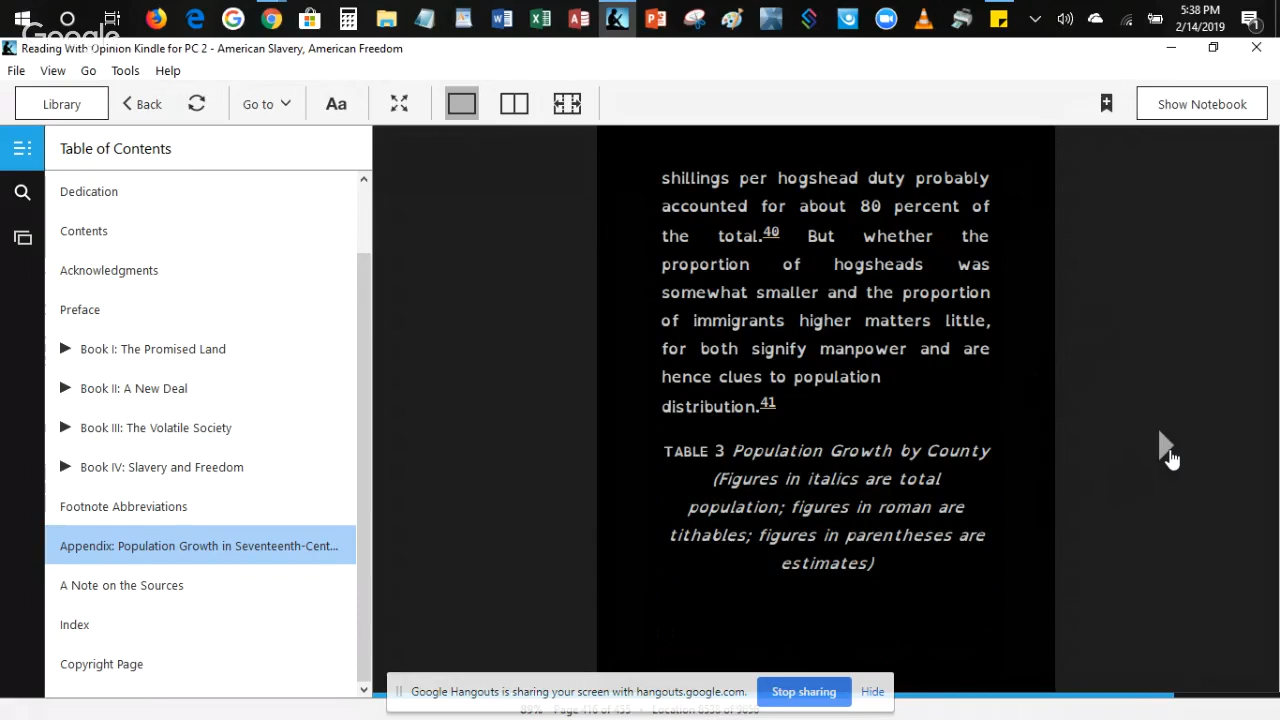 Google
5:38 PM
2/14/2019
1
Reading With Opinion Kindle for PC 2 - American Slavery, American Freedom
File View Go Tools Help
Library Back Go to Aa Show Notebook
Table of Contents
Dedication
Contents
Acknowledgments
Preface
Book I: The Promised Land
Book II: A New Deal
Book III: The Volatile Society
Book IV: Slavery and Freedom
Footnote Abbreviations
Appendix: Population Growth in Seventeenth-Cent...
A Note on the Sources
Index
Copyright Page
shillings per hogshead duty probably
accounted for about 80 percent of
the total.40 But whether the
proportion of hogsheads was
somewhat smaller and the proportion
of immigrants higher matters little,
for both signify manpower and are
hence clues to population
distribution.41
TABLE 3 Population Growth by County
(Figures in italics are total
population; figures in roman are
tithables; figures in parentheses are
estimates)
Google Hangouts is sharing your screen with hangouts.google.com. Stop sharing Hide